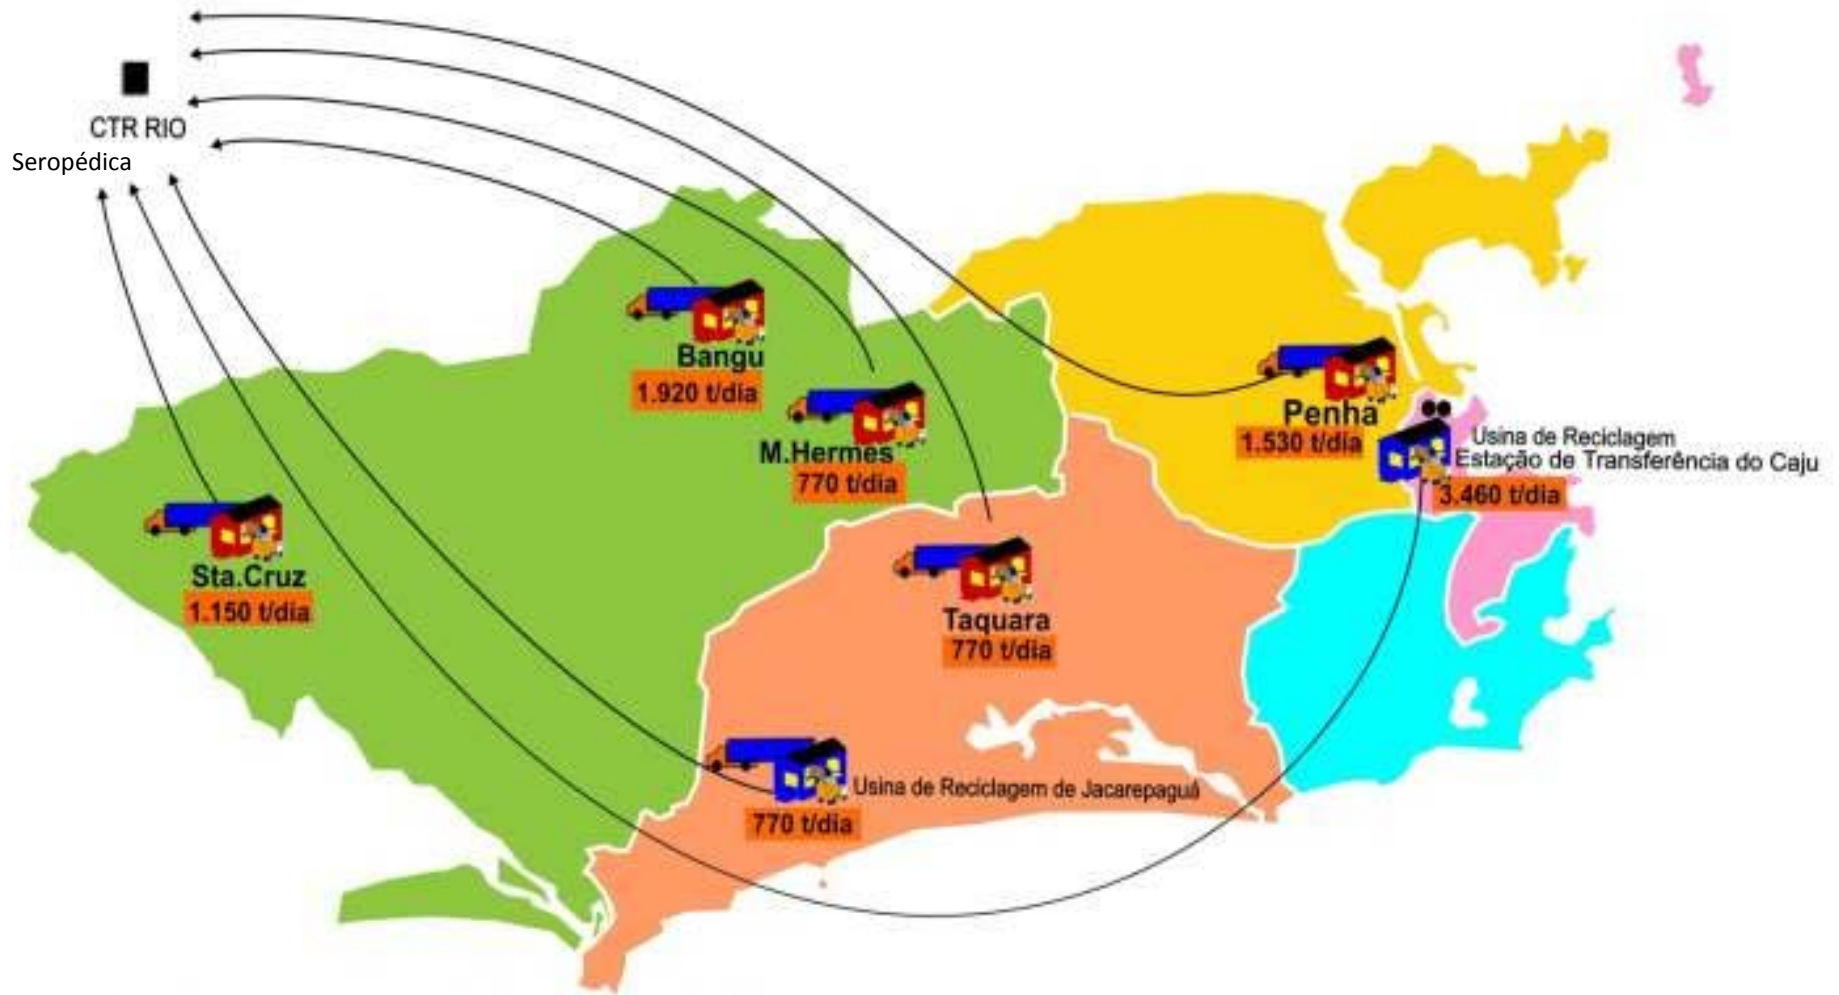 CTR RIO
Seropédica
Bangu
1.920 t/dia
M.Hermes
770 t/dia
Penha
1.530 t/dia
Usina de Reciclagem
Estação de Transferência do Caju
3.460 t/dia
Sta.Cruz
1.150 t/dia
Taquara
770 t/dia
Usina de Reciclagem de Jacarepaguá
770 t/dia